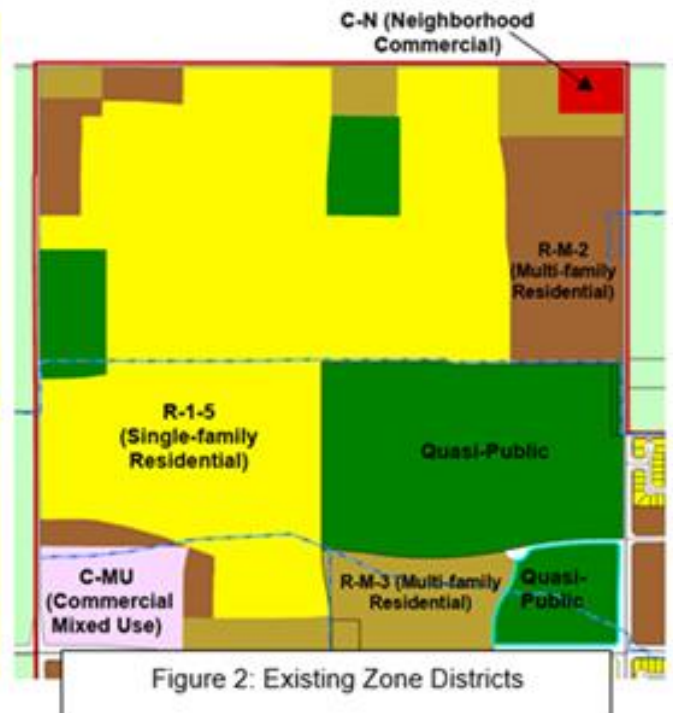 C-N (Neighborhood
Commercial)
R-M-2
(Multi-family
Residential)
R-1-5
(Single-family
Residential)
Quasi-Public
C-MU
(Commercial
Mixed Use)
R-M-3 (Multi-family
Residential)
Quasi-
Public
Figure 2: Existing Zone Districts